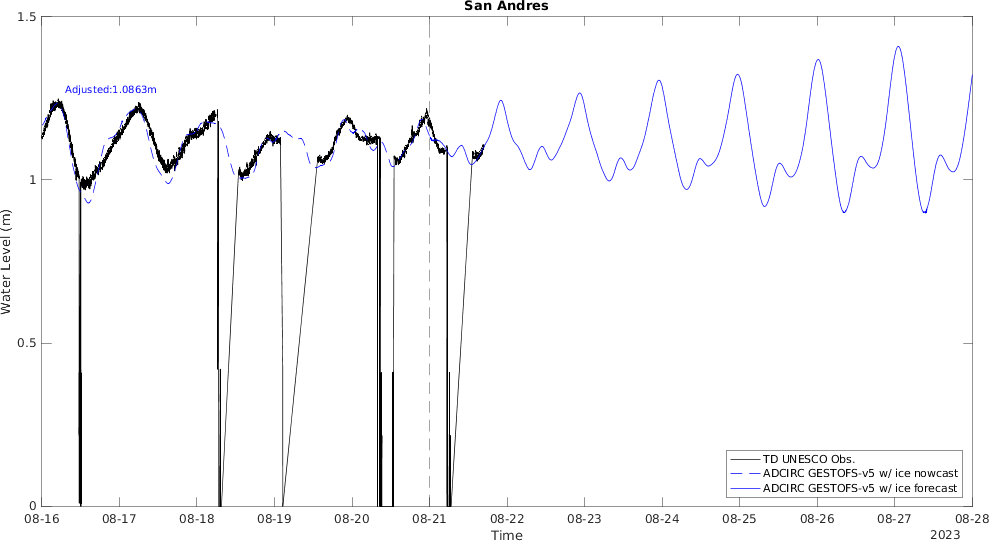 San Andres
1.5
Adjusted:1.0863m
1
Water Level (m)
0.5
TD UNESCO Obs.
ADCIRC GESTOFS-v5 w/ ice nowcast
ADCIRC GESTOFS-v5 w/ ice forecast
0
08-16 08-17 08-18 08-19 08-20 08-21 08-22 08-23 08-24 08-25 08-26 08-27 08-28
Time
2023